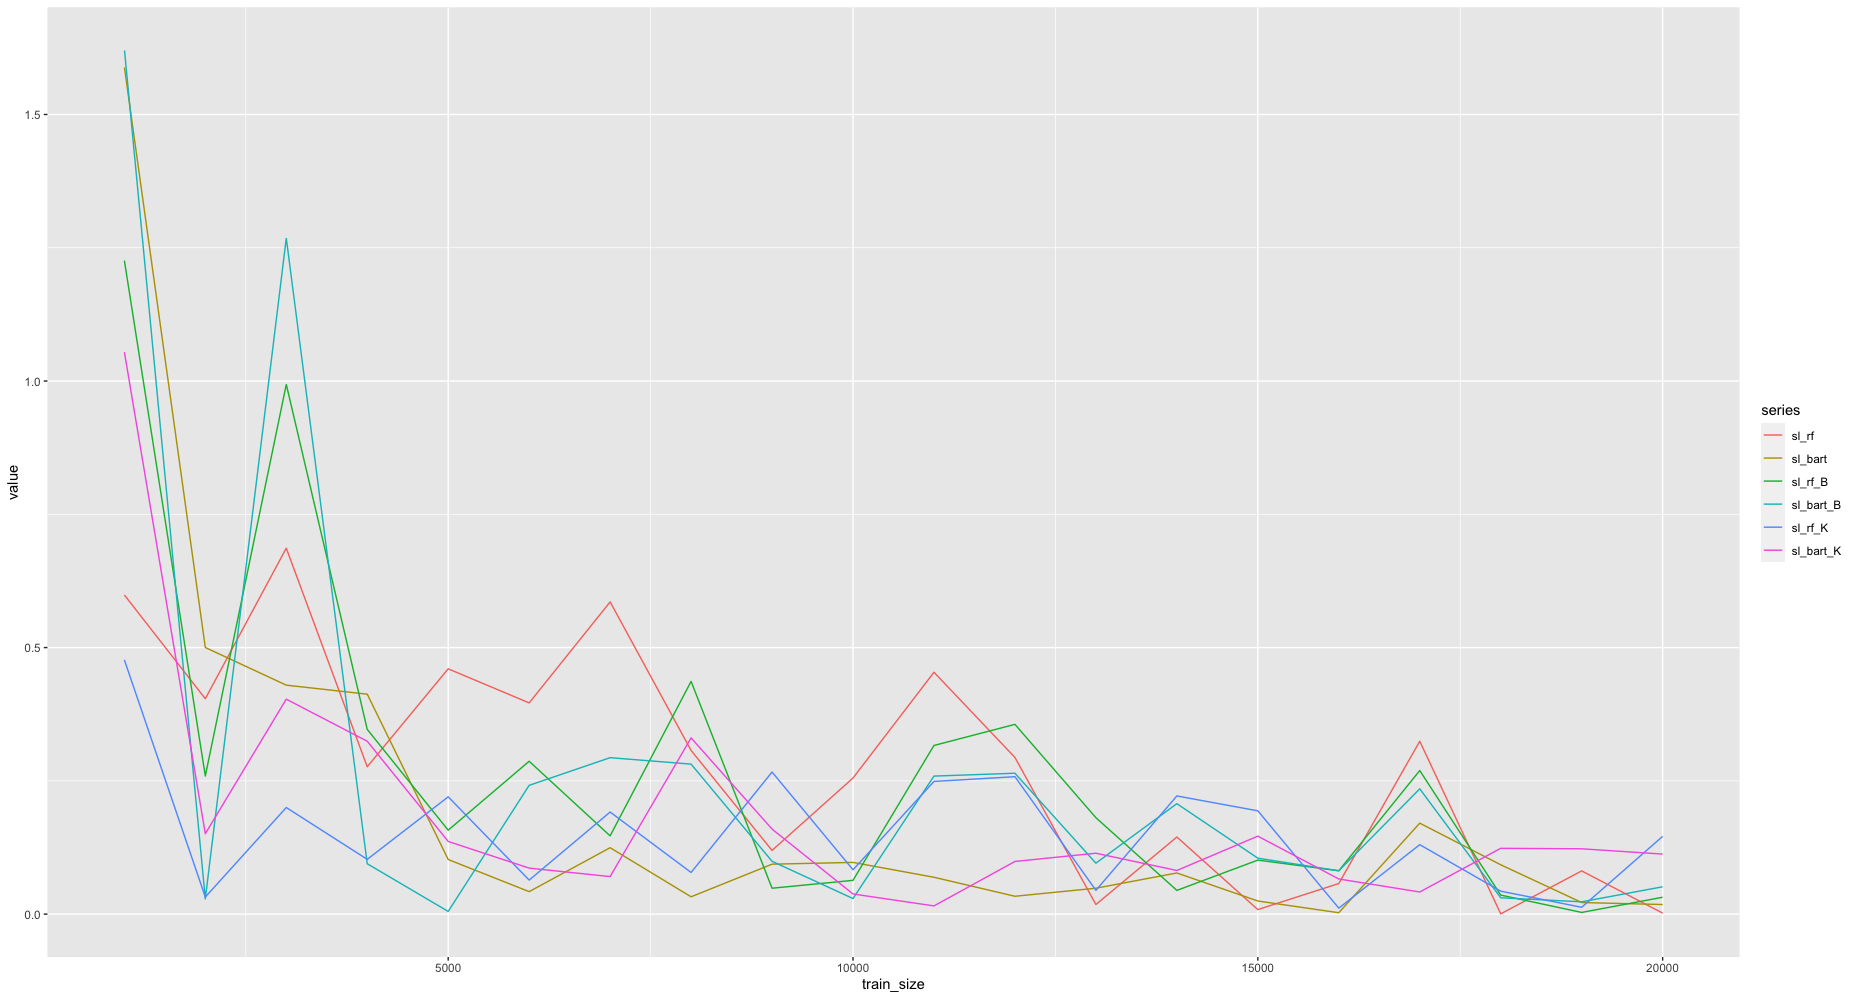 1.5
1.0
0.5
0.0
value
5000
10000
15000
20000
train_size
series
sl_rf
sl_bart
sl_rf_B
sl_bart_B
sl_rf_K
sl_bart_K